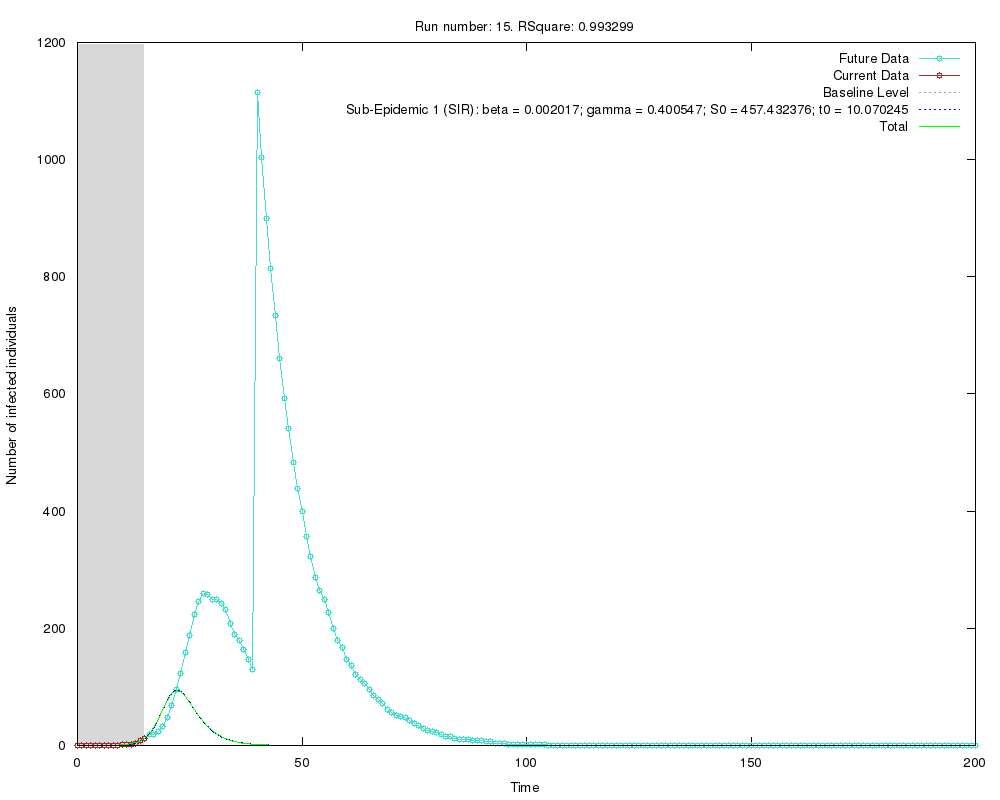 Run number: 15. RSquare: 0.993299
1200
1000
800
600
400
200
0
Number of infected individuals
Future Data
Current Data
Baseline Level
Sub-Epidemic 1 (SIR): beta = 0.002017; gamma = 0.400547; S0 = 457.432376; t0 = 10.070245
Total
0 50 100 150 200
Time